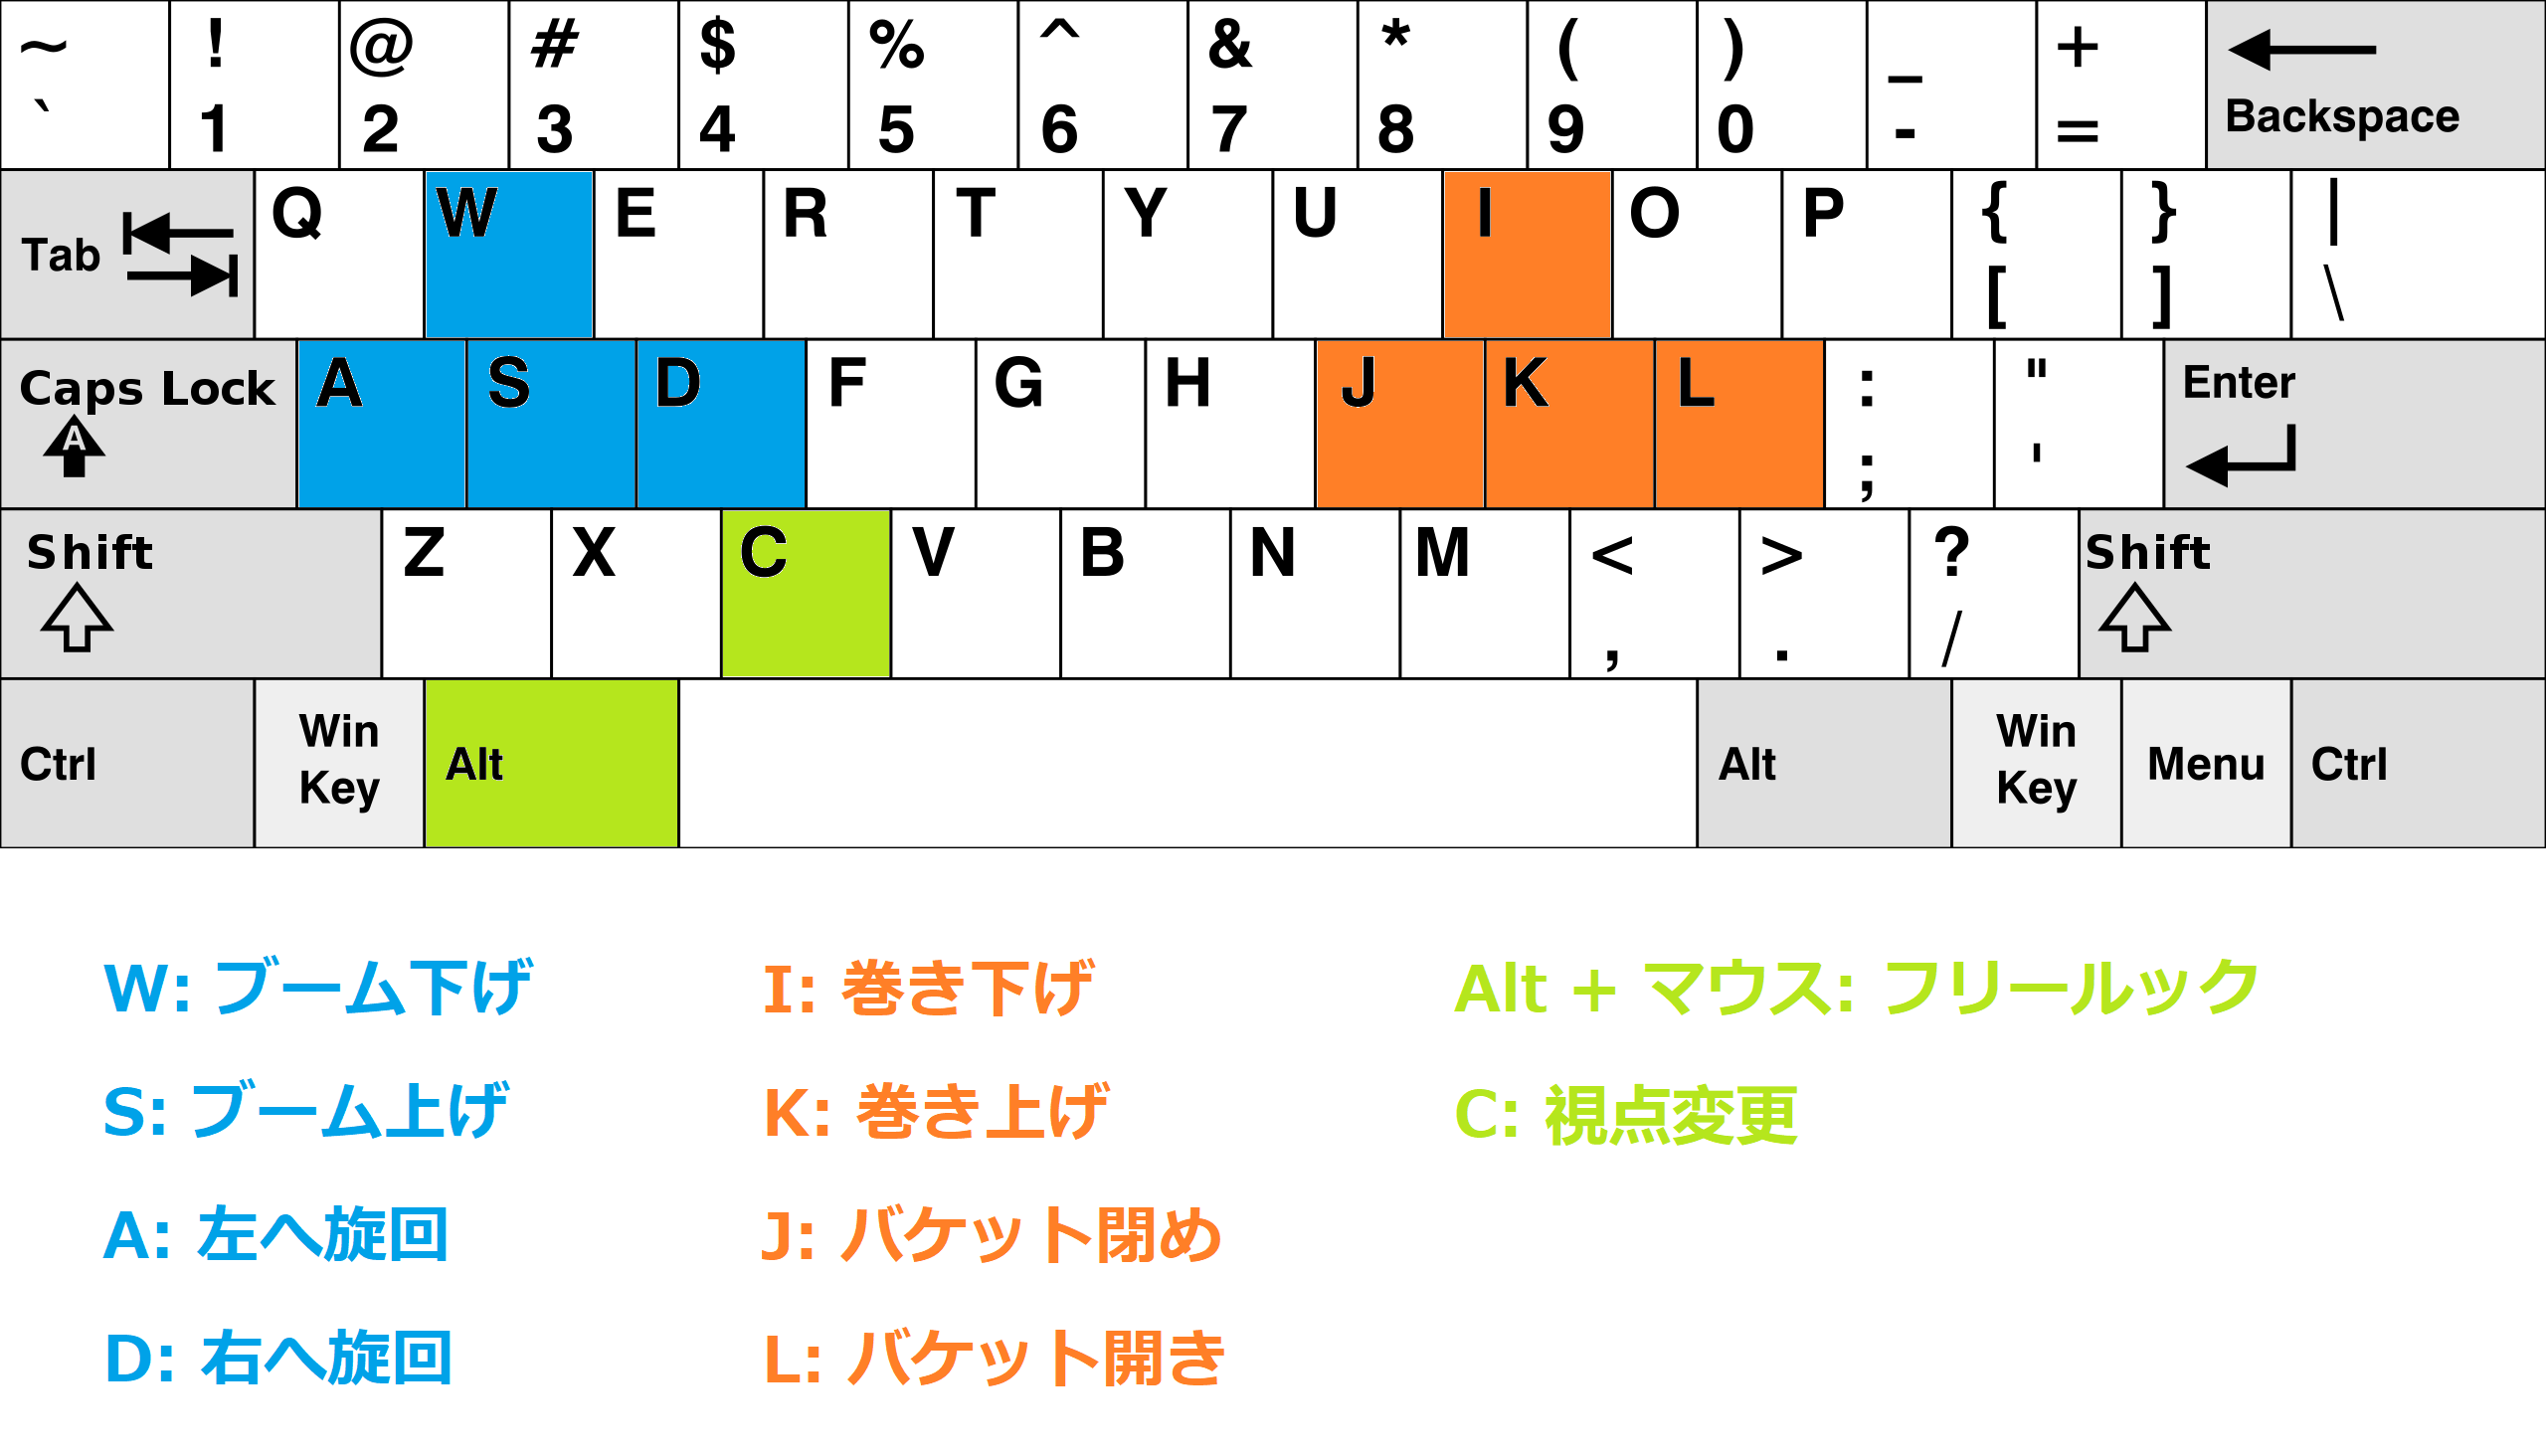 ~ ! @ # $ % ^ & * ( ) _ +
` 1 2 3 4 5 6 7 8 9 0 - = Backspace
Tab Q W E R T Y U I O P { } |
[ ] \
Caps Lock A S D F G H J K L : " Enter
A ; '
Shift Z X C V B N M < > ? Shift
, . /
Ctrl Win Key Alt Alt Win Key Menu Ctrl
W: ブーム下げ
S: ブーム上げ
A: 左へ旋回
D: 右へ旋回
I: 巻き下げ
K: 巻き上げ
J: バケット閉め
L: バケット開き
Alt + マウス: フリールック
C: 視点変更